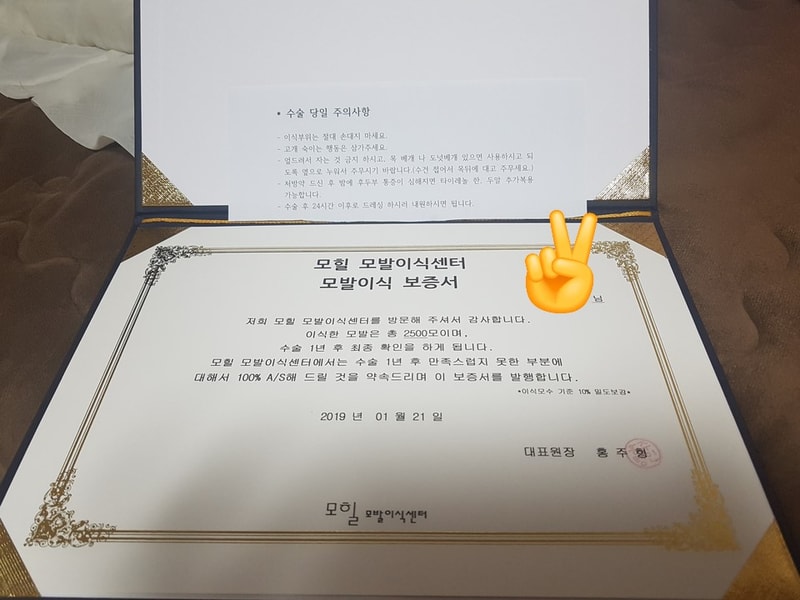 • 수술 당일 주의사항
- 이식부위는 절대 손대지 마세요.
- 고개 숙이는 행동은 삼가주세요.
- 엎드려서 자는 것 금지 하시고, 목 베개 나 도넛베개 있으면 사용하시고 되
도록 옆으로 누워서 주무시기 바랍니다.(수건 접어서 목뒤에 대고 주무세요.)
- 처방약 드신 후 밤에 후두부 통증이 심해지면 타이레놀 한, 두알 추가복용
가능합니다.
- 수술 후 24시간 이후로 드레싱 하시러 내원하시면 됩니다.
모힐 모발이식센터
모발이식 보증서
님
저희 모힐 모발이식센터를 방문해 주셔서 감사합니다.
이식한 모발은 총 2500모이며,
수술 1년 후 최종 확인을 하게 됩니다.
모힐 모발이식센터에서는 수술 1년 후 만족스럽지 못한 부분에
대해서 100% A/S해 드릴 것을 약속드리며 이 보증서를 발행합니다.
*이식모수 기준 10% 밀도보강*
2019 년 01 월 21 일
대표원장 홍 주 형
모힐 모발이식센터